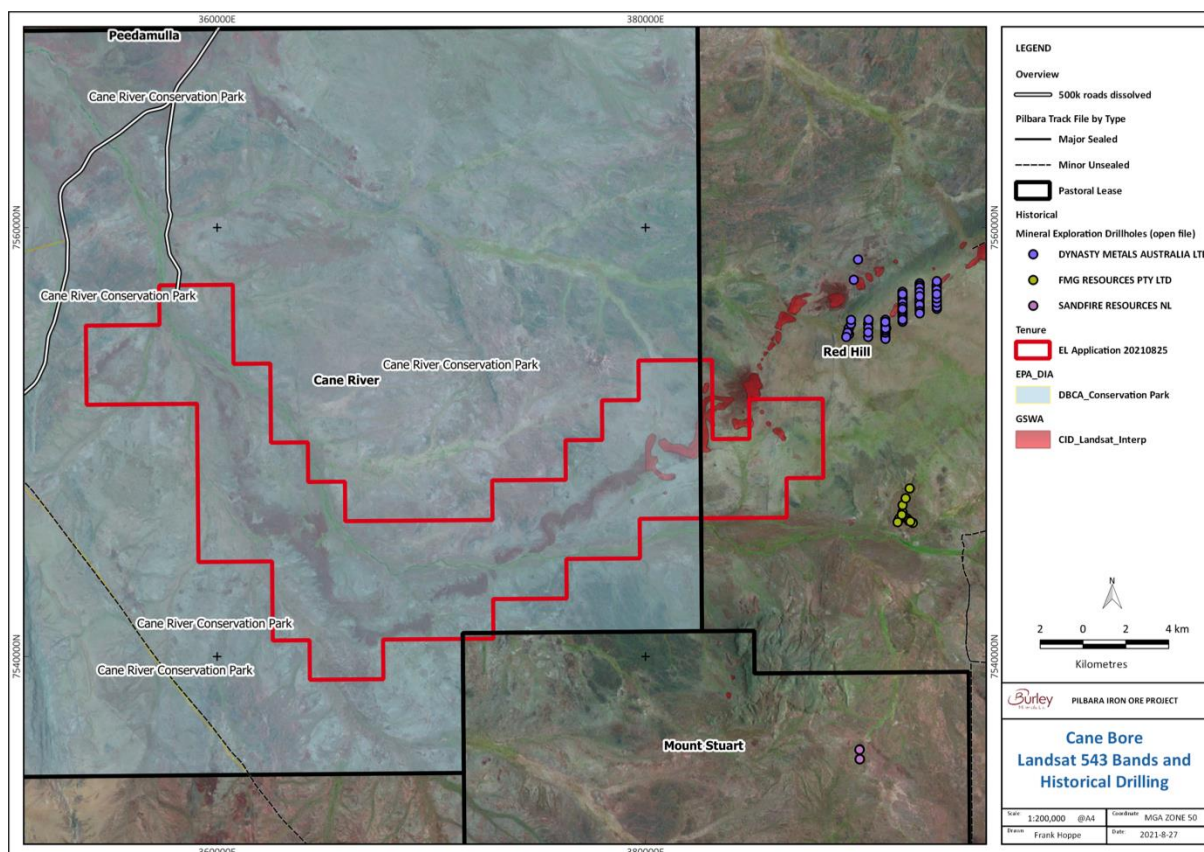 360000E
380000E
Peedamulla
Cane River Conservation Park
7560000N
7560000N
Cane River Conservation Park
Cane River Conservation Park
Cane River
Red Hill
Cane River Conservation Park
Cane River Conservation Park
7540000N
7540000N
Mount Stuart
360000E
380000E
LEGEND
Overview
500k roads dissolved
Pilbara Track File by Type
Major Sealed
Minor Unsealed
Pastoral Lease
Historical
Mineral Exploration Drillholes (open file)
DYNASTY METALS AUSTRALIA LT
FMG RESOURCES PTY LTD
SANDFIRE RESOURCES NL
Tenure
EL Application 20210825
EPA_DIA
DBCA_Conservation Park
GSWA
CID_Landsat_Interp
N
2 0 2 4 km
Kilometres
Burley
PILBARA IRON ORE PROJECT
Cane Bore
Landsat 543 Bands and
Historical Drilling
Scale 1:200,000 @A4 Coordinate MGA ZONE 50
Drawn Frank Hoppe Date 2021-8-27